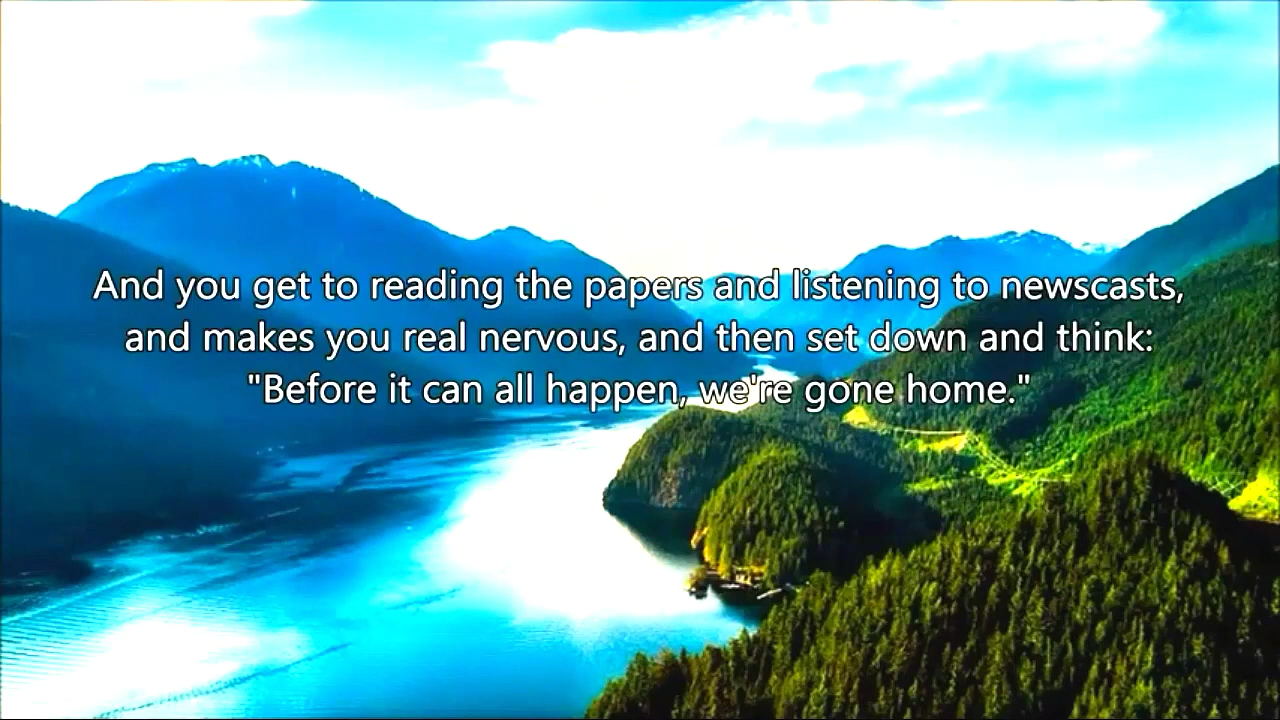 And you get to reading the papers and listening to newscasts,
and makes you real nervous, and then set down and think:
"Before it can all happen, we're gone home."